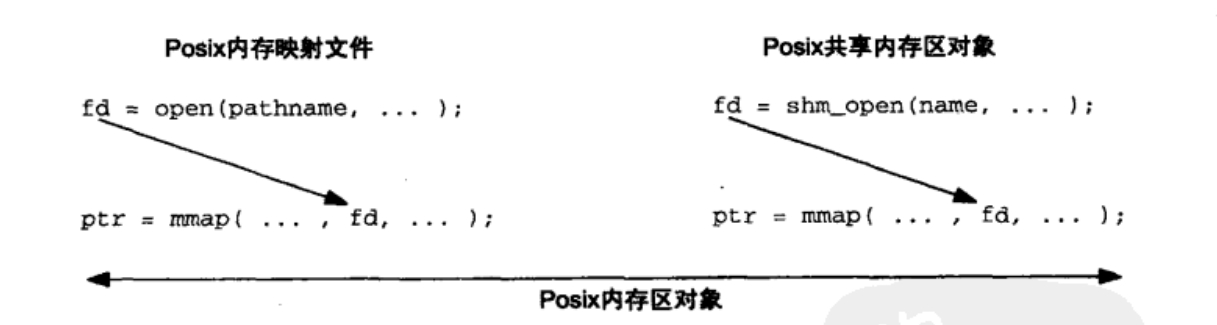 Posix内存映射文件
Posix共享内存区对象
fd = open(pathname, ... );
fd = shm_open(name, ... );
ptr = mmap( ... , fd, ... );
ptr = mmap( ... , fd, ... );
Posix内存区对象